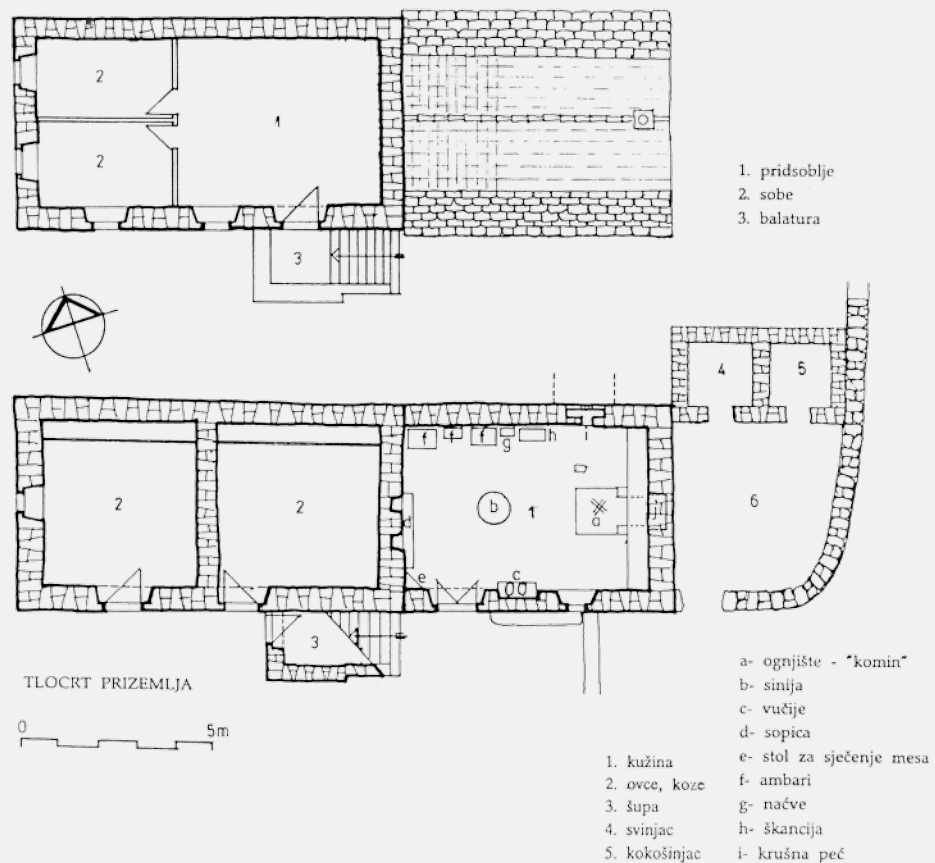 2
1
2
3
1. pridsoblje
2. sobe
3. balatura
4
5
f
f
f
g
h
i
2
2
d
b
1
a
j
6
e
c
3
TLOCRT PRIZEMLJA
0 5m
1. kužina
2. ovce, koze
3. šupa
4. svinjac
5. kokošinjac
a- ognjište - "komin"
b- sinija
c- vučije
d- sopica
e- stol za sječenje mesa
f- ambari
g- naćve
h- škancija
i- krušna peć